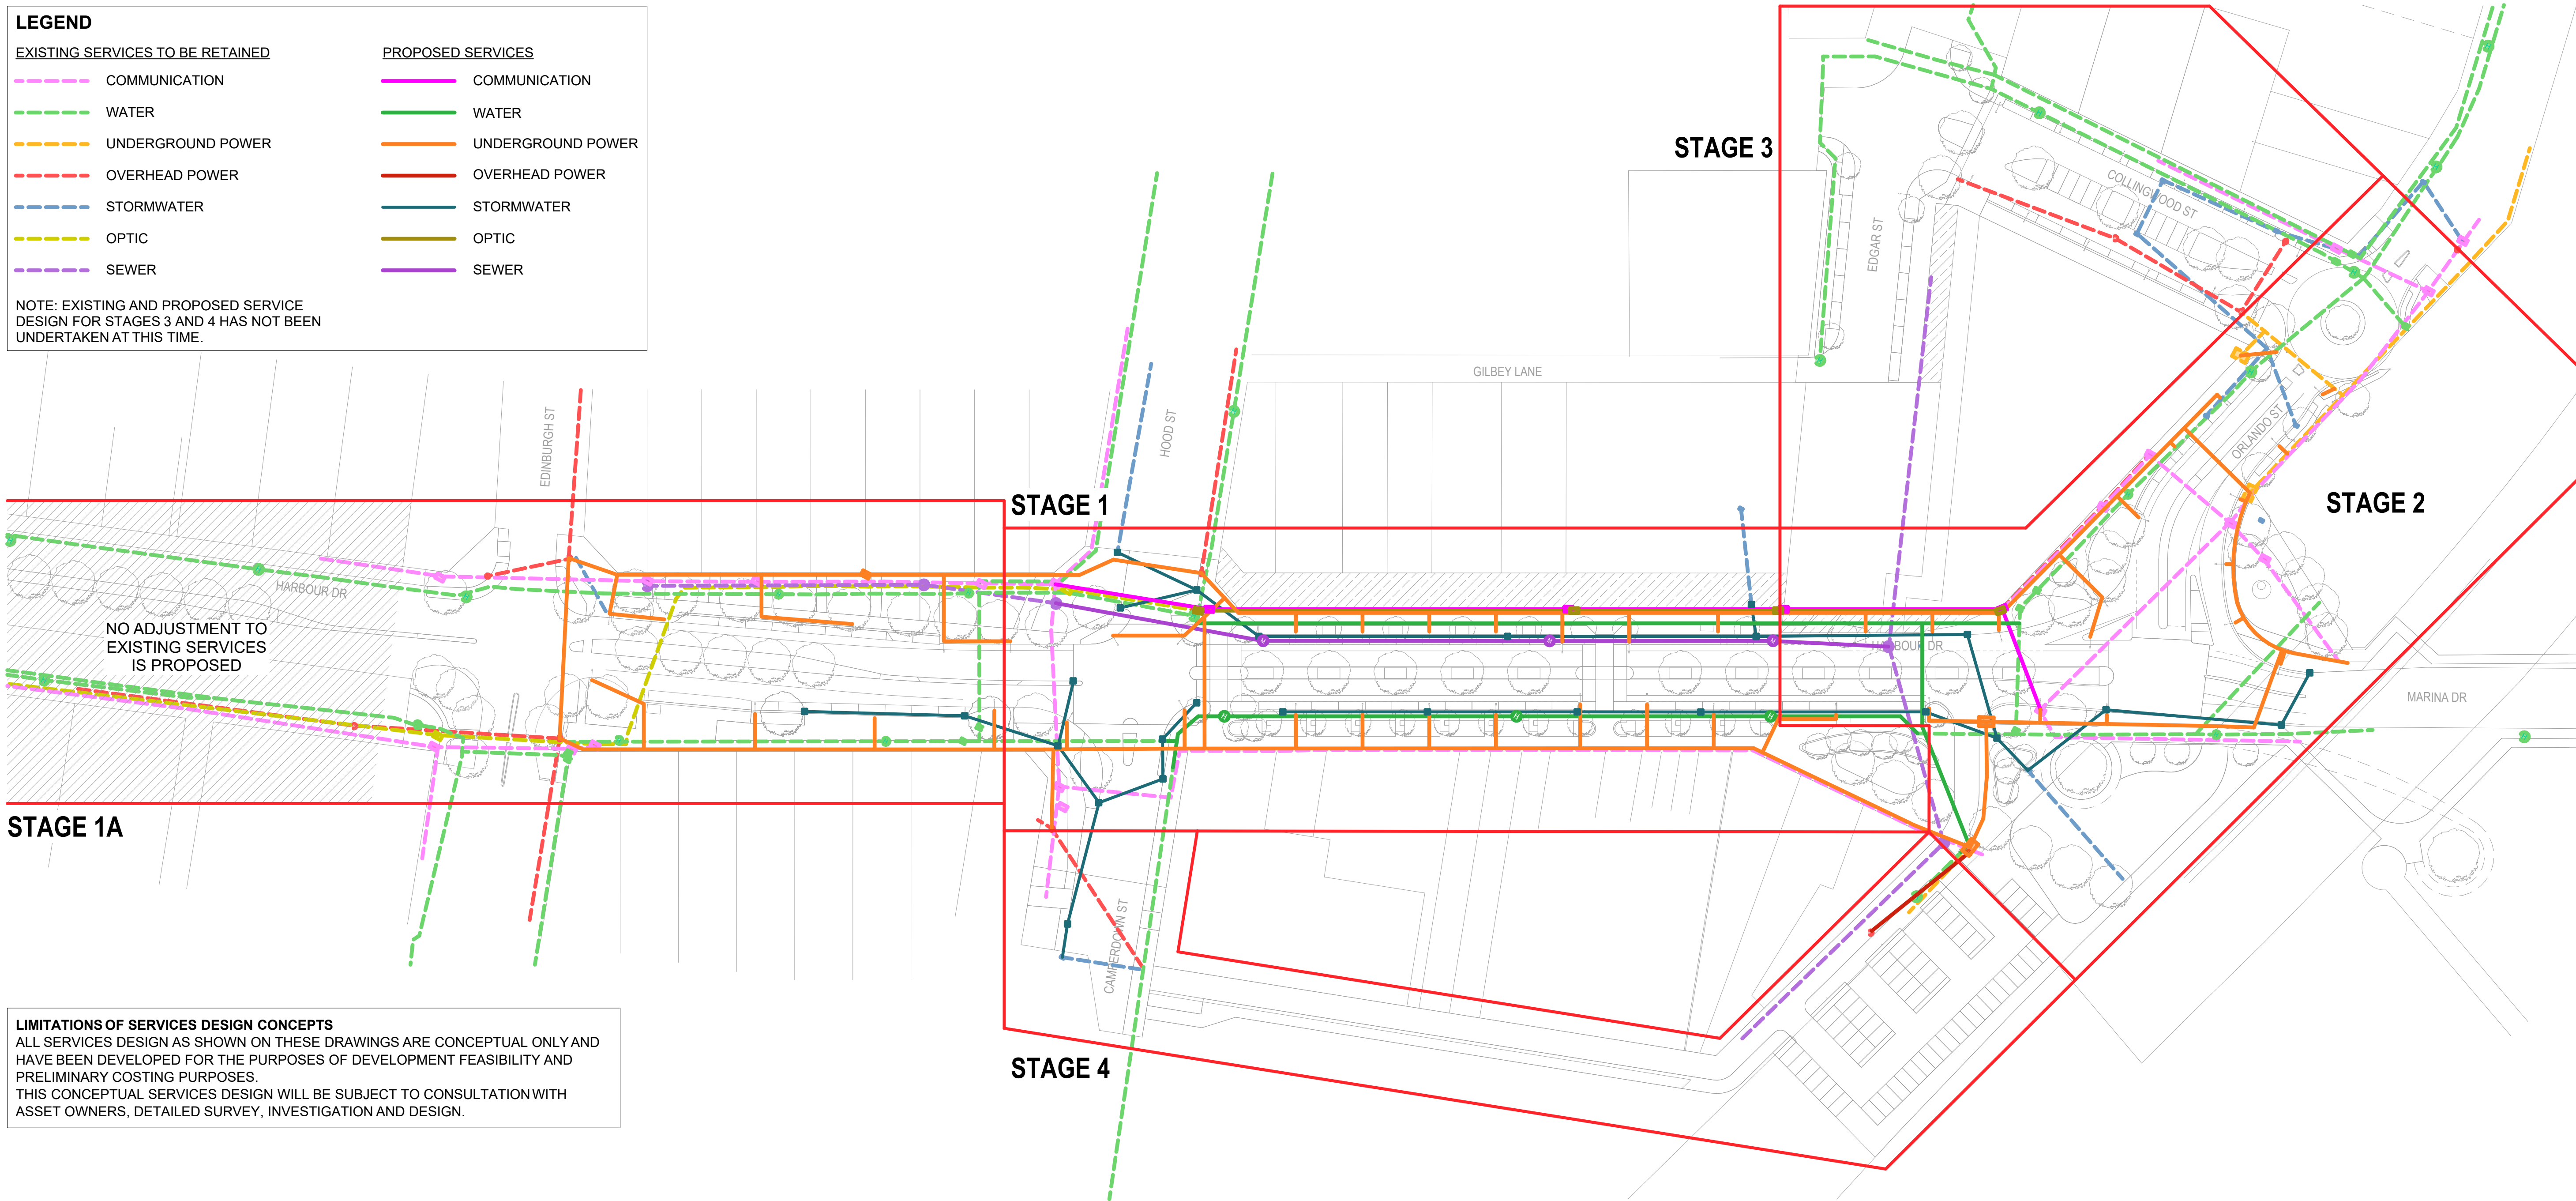 LEGEND
EXISTING SERVICES TO BE RETAINED
PROPOSED SERVICES
COMMUNICATION
COMMUNICATION
WATER
WATER
UNDERGROUND POWER
UNDERGROUND POWER
OVERHEAD POWER
OVERHEAD POWER
STORMWATER
STORMWATER
OPTIC
OPTIC
SEWER
SEWER
NOTE: EXISTING AND PROPOSED SERVICE
DESIGN FOR STAGES 3 AND 4 HAS NOT BEEN
UNDERTAKEN AT THIS TIME.
STAGE 3
COLLINGWOOD ST
EDGAR ST
GILBEY LANE
EDINBURGH ST
HOOD ST
ORLANDO ST
STAGE 1
STAGE 2
HARBOUR DR
NO ADJUSTMENT TO
EXISTING SERVICES
IS PROPOSED
HARBOUR DR
MARINA DR
STAGE 1A
CAMPERDOWN ST
STAGE 4
LIMITATIONS OF SERVICES DESIGN CONCEPTS
ALL SERVICES DESIGN AS SHOWN ON THESE DRAWINGS ARE CONCEPTUAL ONLY AND
HAVE BEEN DEVELOPED FOR THE PURPOSES OF DEVELOPMENT FEASIBILITY AND
PRELIMINARY COSTING PURPOSES.
THIS CONCEPTUAL SERVICES DESIGN WILL BE SUBJECT TO CONSULTATION WITH
ASSET OWNERS, DETAILED SURVEY, INVESTIGATION AND DESIGN.